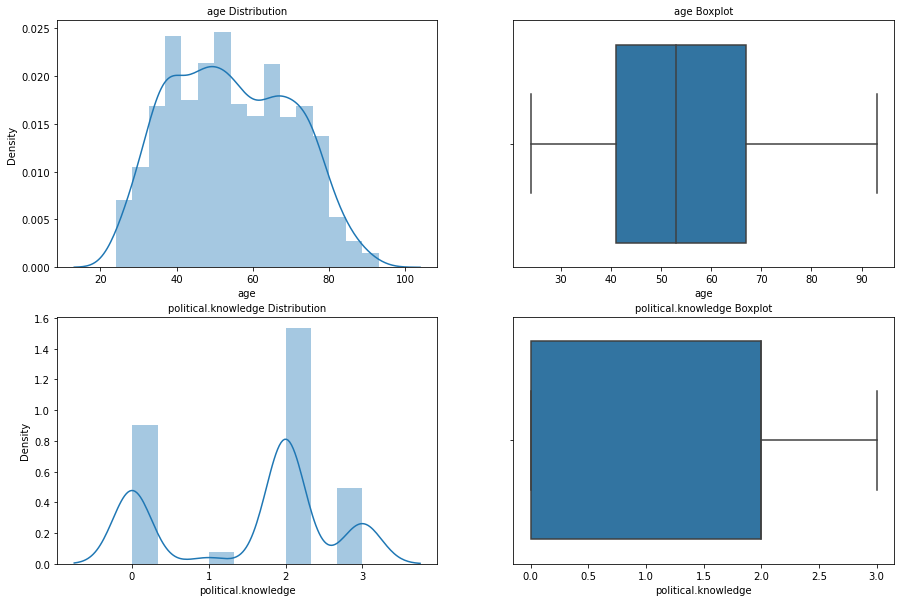 age Distribution
age Boxplot
Density
0.025
0.020
0.015
0.010
0.005
0.000
20 40 60 80 100
age
30 40 50 60 70 80 90
age
political.knowledge Distribution
political.knowledge Boxplot
Density
1.6
1.4
1.2
1.0
0.8
0.6
0.4
0.2
0.0
0 1 2 3
political.knowledge
0.0 0.5 1.0 1.5 2.0 2.5 3.0
political.knowledge